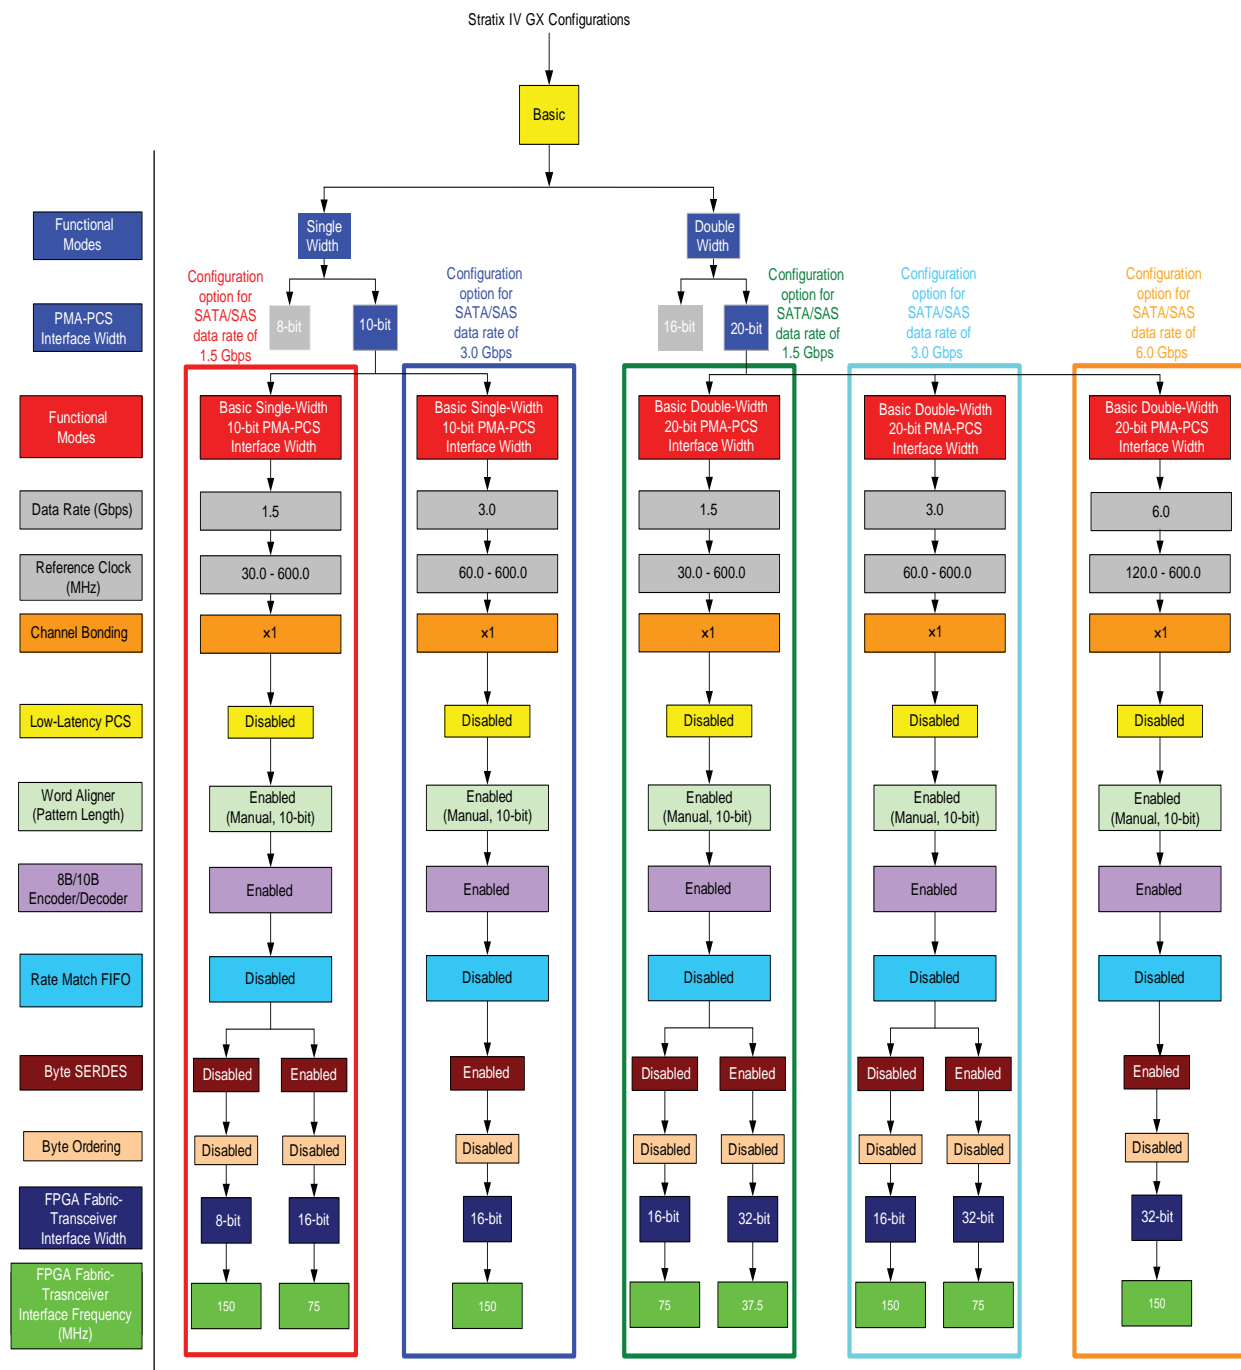 Stratix IV GX Configurations
Basic
Functional
Modes
Single
Width
Double
Width
Configuration
option for
SATA/SAS
data rate of
1.5 Gbps
Configuration
option for
SATA/SAS
data rate of
3.0 Gbps
Configuration
option for
SATA/SAS
data rate of
1.5 Gbps
Configuration
option for
SATA/SAS
data rate of
3.0 Gbps
Configuration
option for
SATA/SAS
data rate of
6.0 Gbps
PMA-PCS
Interface Width
8-bit
10-bit
16-bit
20-bit
Functional
Modes
Basic Single-Width
10-bit PMA-PCS
Interface Width
Basic Single-Width
10-bit PMA-PCS
Interface Width
Basic Double-Width
20-bit PMA-PCS
Interface Width
Basic Double-Width
20-bit PMA-PCS
Interface Width
Basic Double-Width
20-bit PMA-PCS
Interface Width
Data Rate (Gbps)
1.5
3.0
1.5
3.0
6.0
Reference Clock
(MHz)
30.0 - 600.0
60.0 - 600.0
30.0 - 600.0
60.0 - 600.0
120.0 - 600.0
Channel Bonding
×1
×1
×1
×1
×1
Low-Latency PCS
Disabled
Disabled
Disabled
Disabled
Disabled
Word Aligner
(Pattern Length)
Enabled
(Manual, 10-bit)
Enabled
(Manual, 10-bit)
Enabled
(Manual, 10-bit)
Enabled
(Manual, 10-bit)
Enabled
(Manual, 10-bit)
8B/10B
Encoder/Decoder
Enabled
Enabled
Enabled
Enabled
Enabled
Rate Match FIFO
Disabled
Disabled
Disabled
Disabled
Disabled
Byte SERDES
Disabled
Enabled
Enabled
Disabled
Enabled
Disabled
Enabled
Enabled
Byte Ordering
Disabled
Disabled
Disabled
Disabled
Disabled
Disabled
Disabled
Disabled
FPGA Fabric-
Transceiver
Interface Width
8-bit
16-bit
16-bit
16-bit
32-bit
16-bit
32-bit
32-bit
FPGA Fabric-
Trasnceiver
Interface Frequency
(MHz)
150
75
150
75
37.5
150
75
150